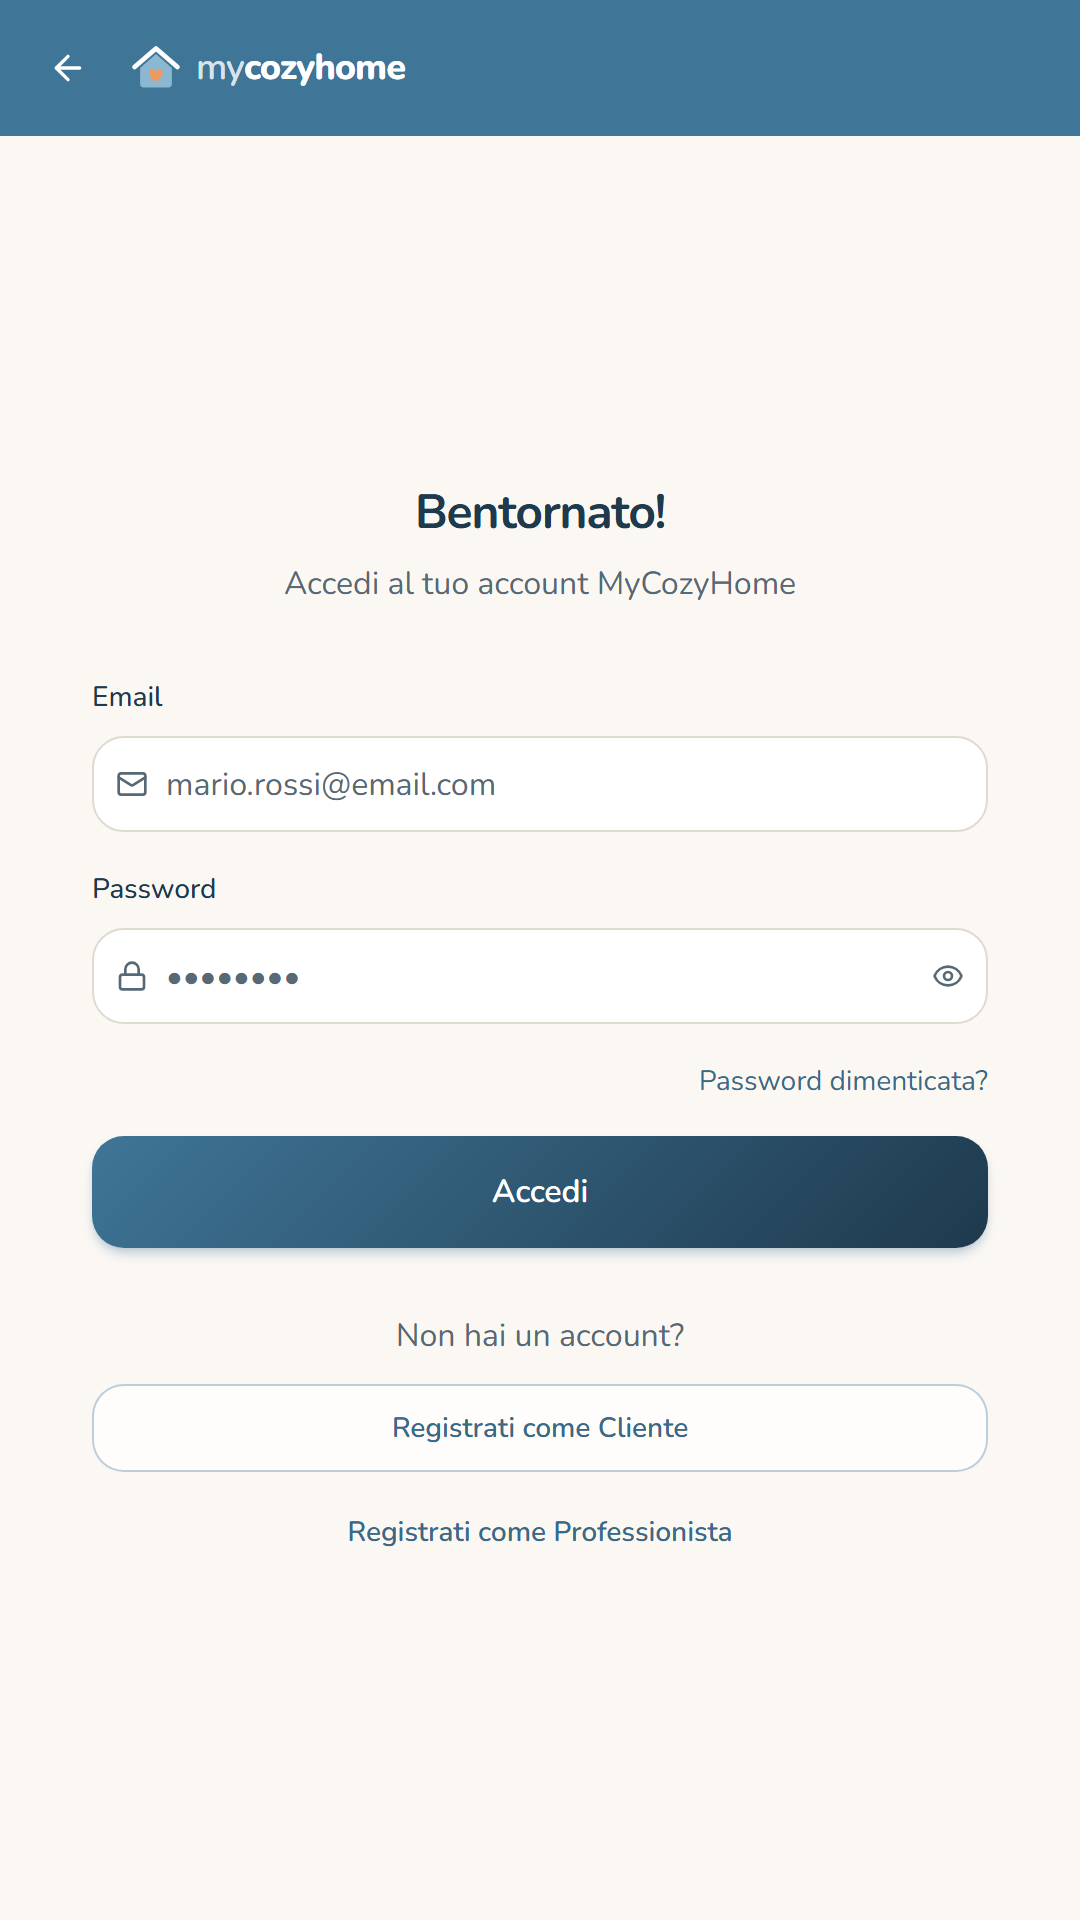 mycozyhome
Bentornato!
Accedi al tuo account MyCozyHome
Email
mario.rossi@email.com
Password
••••••••
Password dimenticata?
Accedi
Non hai un account?
Registrati come Cliente
Registrati come Professionista